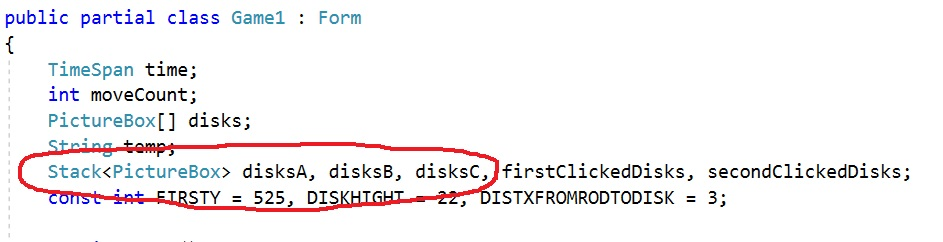 public partial class Game1 : Form
{
TimeSpan time;
int moveCount;
PictureBox[] disks;
String temp;
Stack<PictureBox> disksA, disksB, disksC, firstClickedDisks, secondClickedDisks;
const int FIRSTY = 525, DISKHIGHT = 22, DISTXFROMRODTODISK = 3;